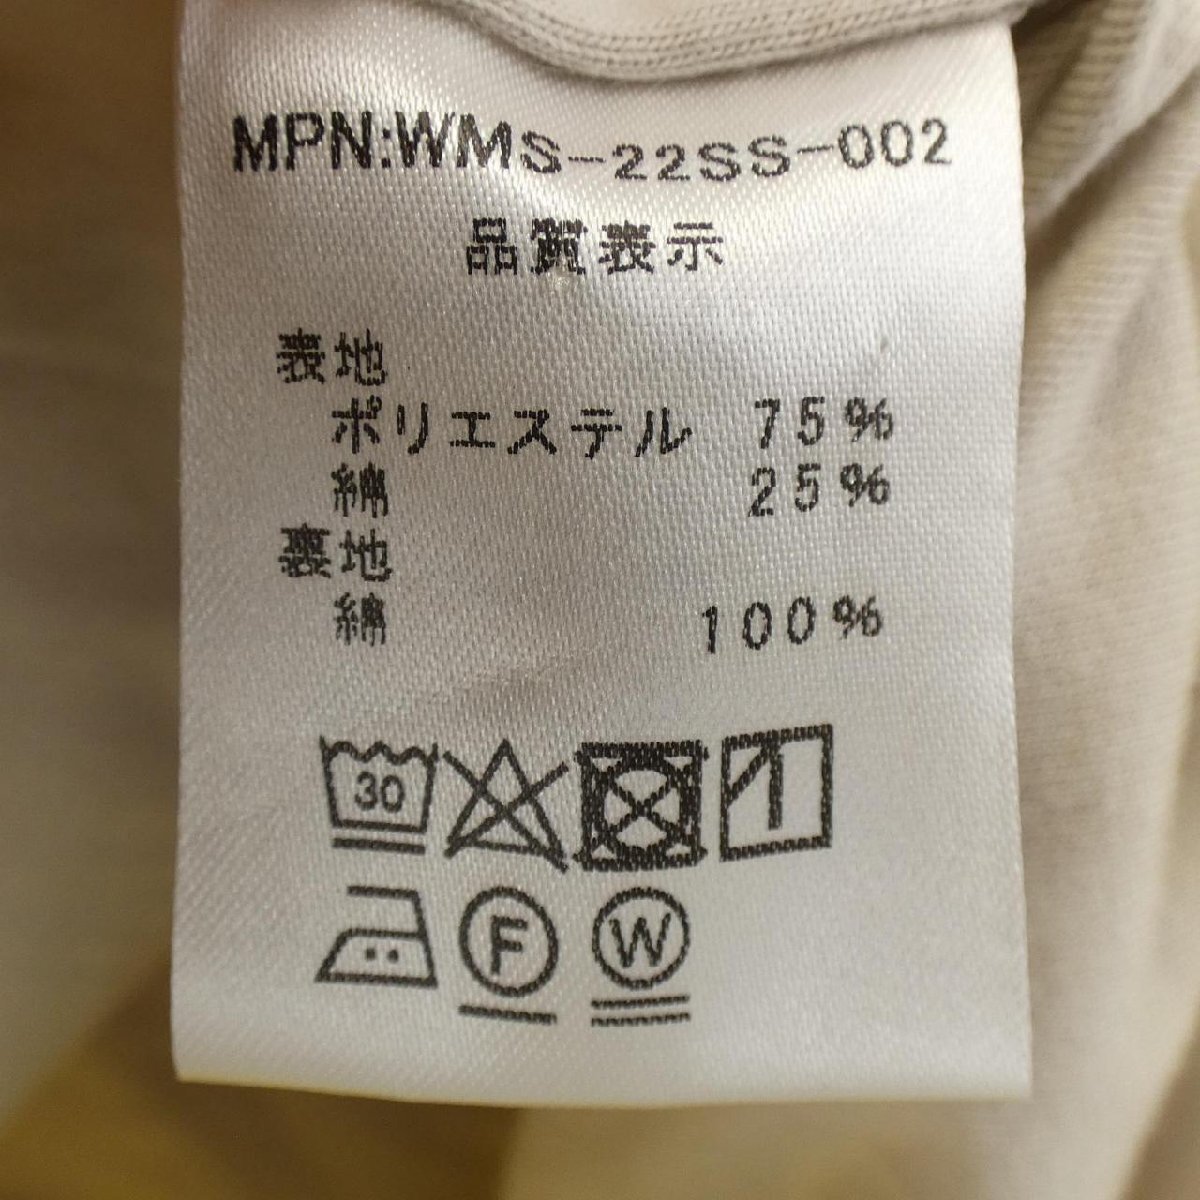 MPN:WMS-22SS-002
品質表示
表地
ポリエステル 75%
綿 25%
裏地
綿 100%
30
F W